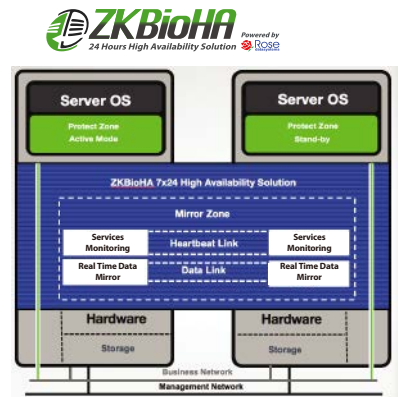 ZKBioHA
24 Hours High Availability Solution
Powered by
Rose
Server OS
Protect Zone
Active Mode
Server OS
Protect Zone
Stand-by
ZKBioHA 7x24 High Availability Solution
Mirror Zone
Services
Monitoring
Heartbeat Link
Services
Monitoring
Real Time Data
Mirror
Data Link
Real Time Data
Mirror
Hardware
Storage
Hardware
Storage
Business Network
Management Network